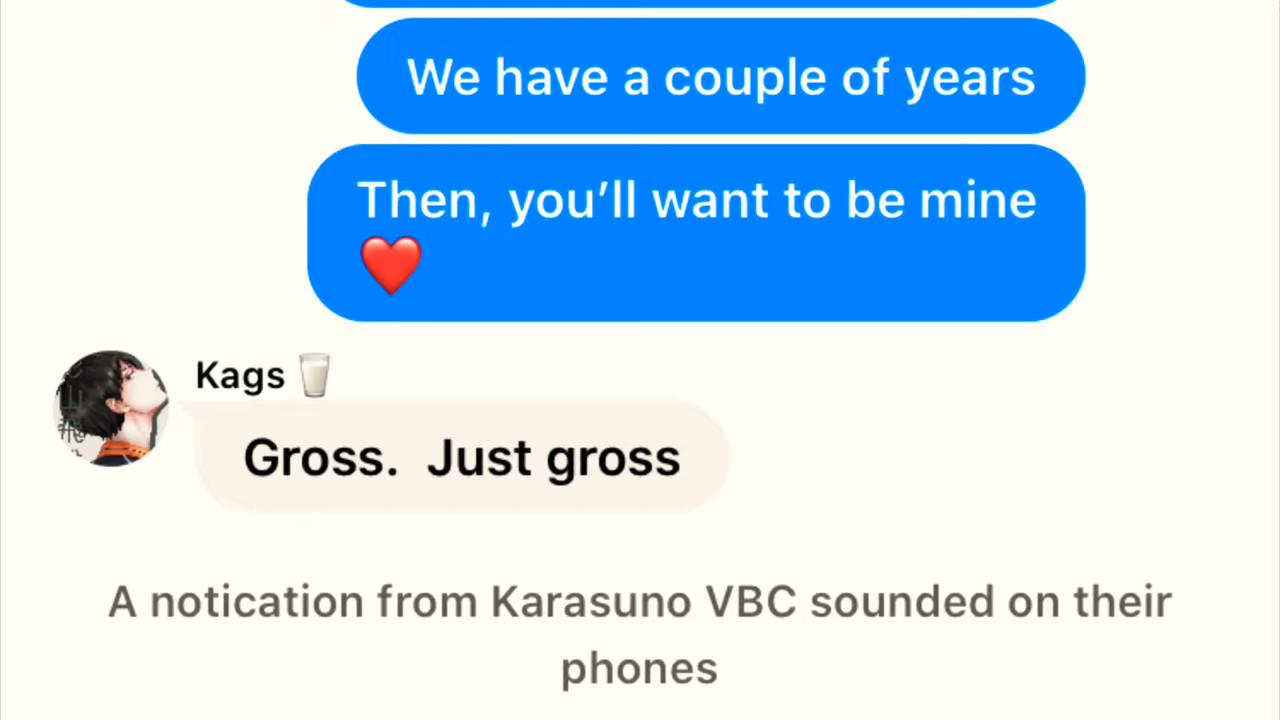 We have a couple of years
Then, you’ll want to be mine
❤️
Kags 🥛
Gross.  Just gross
A notication from Karasuno VBC sounded on their
phones